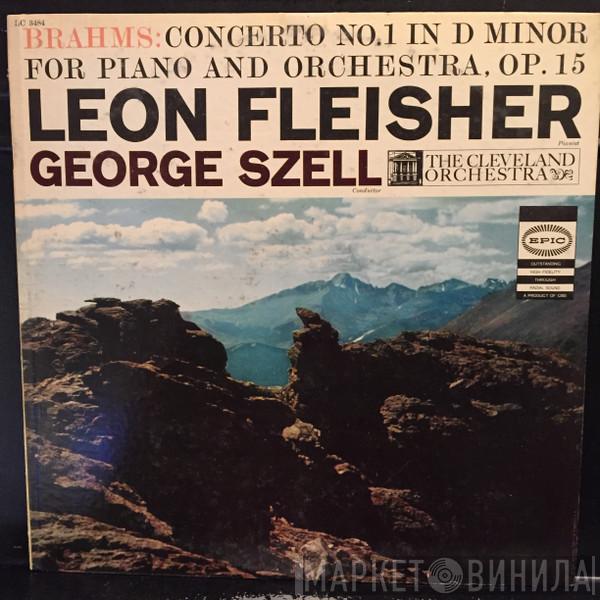 LC 3484
BRAHMS: CONCERTO NO.1 IN D MINOR
FOR PIANO AND ORCHESTRA, OP. 15
LEON FLEISHER
Pianist
GEORGE SZELL
Conductor
THE CLEVELAND
ORCHESTRA
EPIC
OUTSTANDING
HIGH FIDELITY
THROUGH
RADIAL SOUND
A PRODUCT OF CBS
МАРКЕТ ВИНИЛА